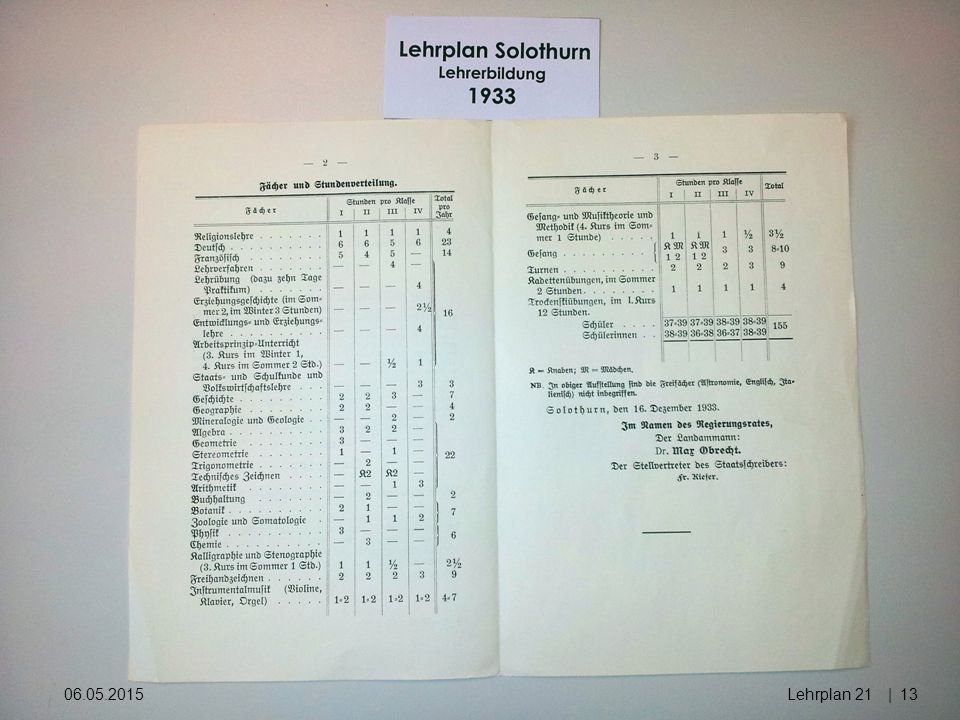 Lehrplan Solothurn
Lehrerbildung
1933
— 2 —
Fächer und Stundenverteilung.
Fächer Stunden pro Klasse Total pro Jahr
I II III IV
Religionslehre . . . . . . . 1 1 1 1 4
Deutsch . . . . . . . . . . 6 6 5 6 23
Französisch . . . . . . . . 5 4 5 — 14
Lehrverfahren . . . . . . . — — 4 —
Lehrübung (dazu zehn Tage
Praktikum) . . . . . . . — — — 4
Erziehungsgeschichte (im Som-
mer 2, im Winter 3 Stunden) — — — 2½ 16
Entwicklungs- und Erziehungs-
lehre . . . . . . . . . . — — — 4
Arbeitsprinzip-Unterricht
(3. Kurs im Winter 1,
4. Kurs im Sommer 2 Std.) — — ½ 1
Staats- und Schulkunde und
Volkswirtschaftslehre . . . — — — 3 3
Geschichte . . . . . . . . . 2 2 3 — 7
Geographie . . . . . . . . . 2 2 — — 4
Mineralogie und Geologie . . — — 2 — 2
Algebra . . . . . . . . . . 3 2 2 —
Geometrie . . . . . . . . . 3 — — —
Stereometrie . . . . . . . 1 — 1 — 22
Trigonometrie . . . . . . . — 2 — —
Technisches Zeichnen . . . . — K2 K2 —
Arithmetik . . . . . . . . — — 1 3
Buchhaltung . . . . . . . — 2 — — 2
Botanik . . . . . . . . . . 2 1 — — 7
Zoologie und Somatologie . — 1 1 2
Physik . . . . . . . . . . 3 — — — 6
Chemie . . . . . . . . . . — 3 — —
Kalligraphie und Stenographie
(3. Kurs im Sommer 1 Std.) 1 1 ½ — 2½
Freihandzeichnen . . . . . . 2 2 2 3 9
Instrumentalmusik (Violine,
Klavier, Orgel) . . . . . 1-2 1-2 1-2 1-2 4-7
— 3 —
Fächer Stunden pro Klasse Total
I II III IV
Gesang- und Musiktheorie und
Methodik (4. Kurs im Som-
mer 1 Stunde) . . . . . 1 1 1 ½ 3½
Gesang . . . . . . . . . K M K M 3 3 8-10
1 2 1 2
Turnen . . . . . . . . . . 2 2 2 3 9
Kadettenübungen, im Sommer
2 Stunden . . . . . . . . 1 1 1 1 4
Trockenskiübungen, im 1. Kurs
12 Stunden.
Schüler . . . . 37-39 37-39 38-39 38-39 155
Schülerinnen . . 38-39 36-38 36-37 38-39
K = Knaben; M = Mädchen.
NB. In obiger Aufstellung sind die Freifächer (Astronomie, Englisch, Ita-
lienisch) nicht inbegriffen.
Solothurn, den 16. Dezember 1933.
Im Namen des Regierungsrates,
Der Landammann:
Dr. Max Obrecht.
Der Stellvertreter des Staatsschreibers:
Fr. Kiefer.
06.05.2015
Lehrplan 21 | 13